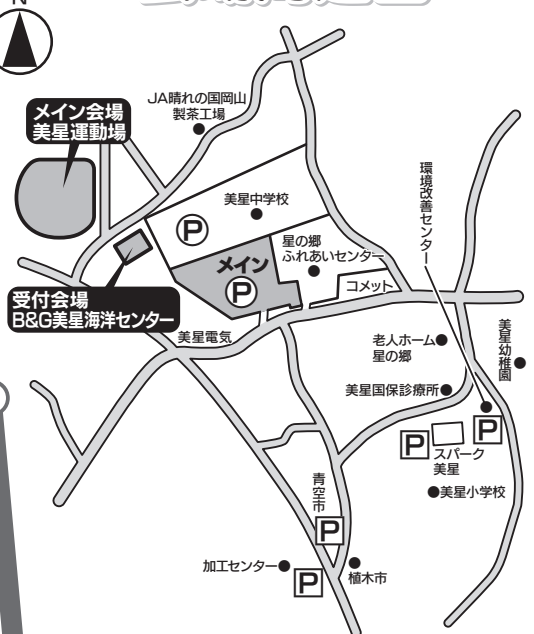 N
JA晴れの国岡山
製茶工場
メイン会場
美星運動場
美星中学校
P
環境改善センター
星の郷
ふれあいセンター
メイン
P
コメット
受付会場
B&G美星海洋センター
美星電気
老人ホーム
星の郷
美星幼稚園
美星国保診療所
P
P
スパーク
美星
美星小学校
青空市
P
加工センター
P
植木市